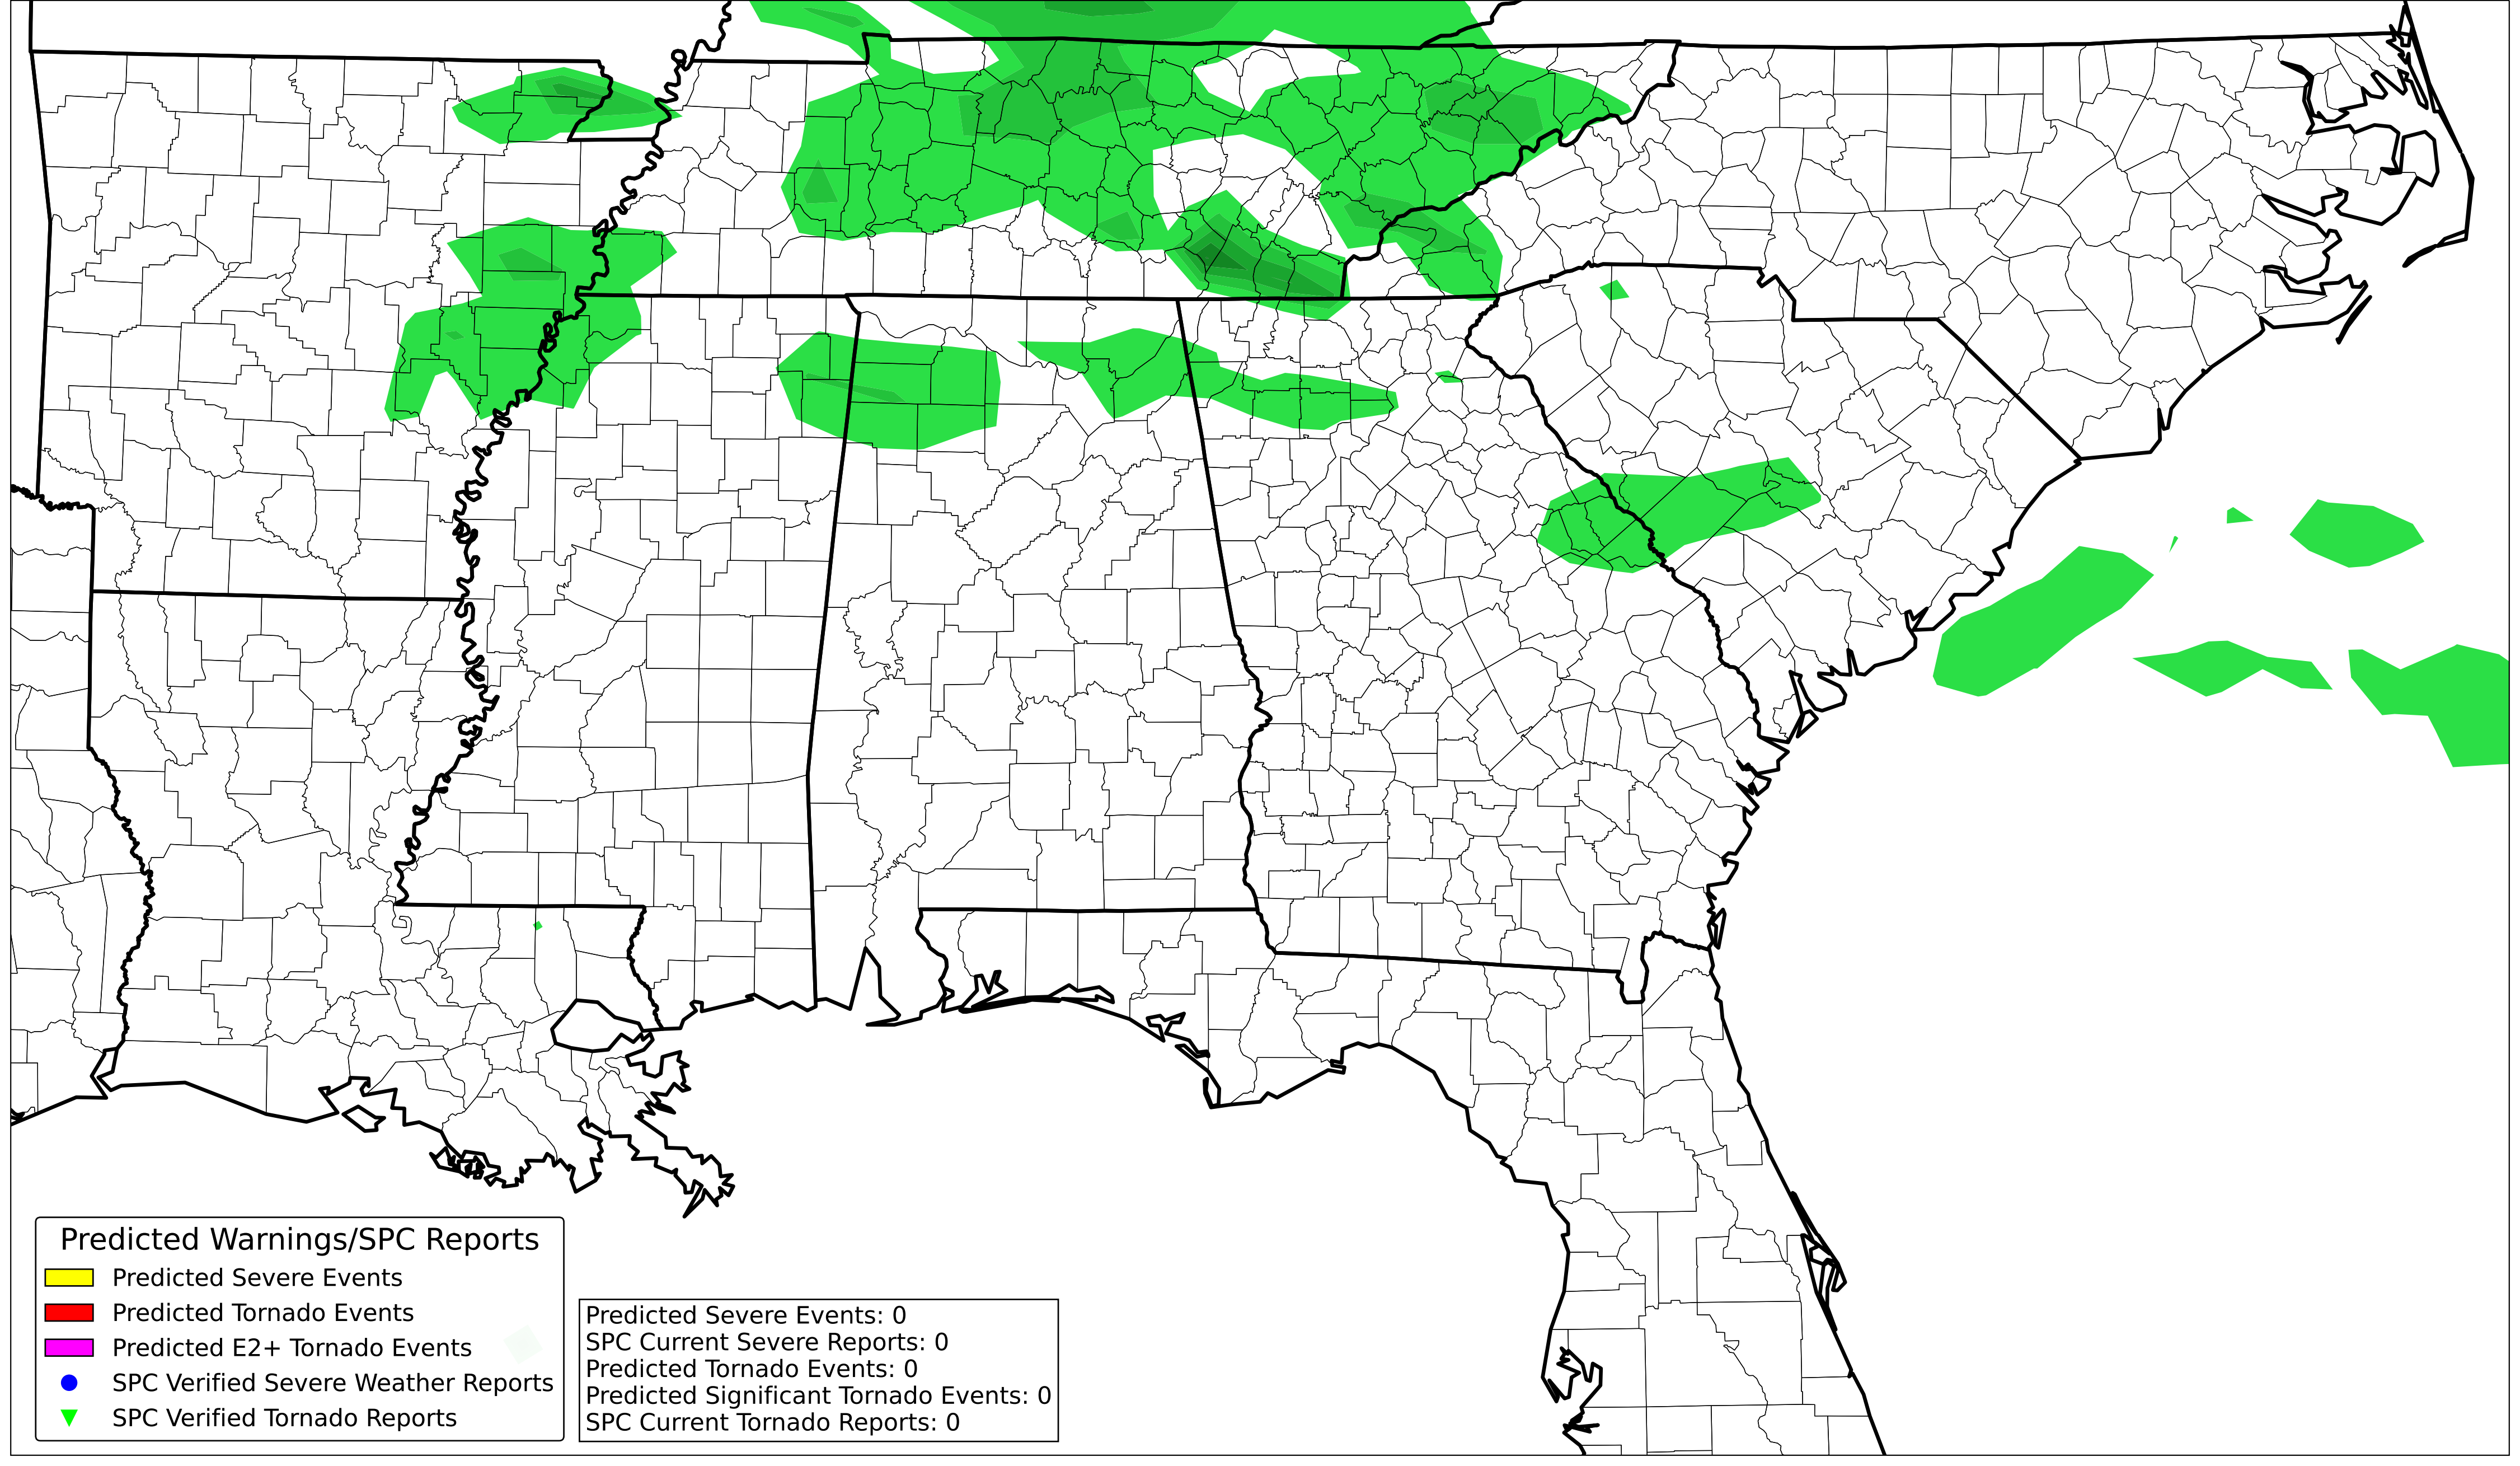 Predicted Warnings/SPC Reports
Predicted Severe Events
Predicted Tornado Events
Predicted E2+ Tornado Events
SPC Verified Severe Weather Reports
SPC Verified Tornado Reports
Predicted Severe Events: 0
SPC Current Severe Reports: 0
Predicted Tornado Events: 0
Predicted Significant Tornado Events: 0
SPC Current Tornado Reports: 0